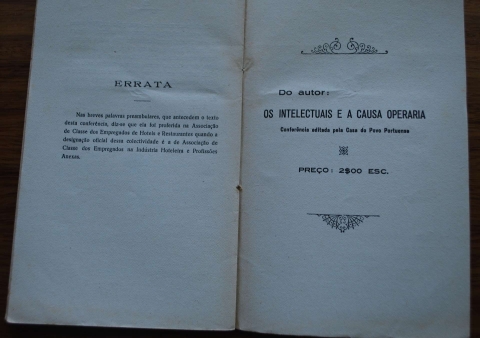 ERRATA
Nas breves palavras preambulares, que antecedem o texto
desta conferência, diz-se que ela foi proferida na Associação
de Classe dos Empregados de Hoteis e Restaurantes quando a
designação oficial dessa colectividade é a de Associação de
Classe dos Empregados na Indústria Hoteleira e Profissões
Anexas.
Do autor:
OS INTELECTUAIS E A CAUSA OPERARIA
Conferência editada pela Casa do Povo Portuense
PREÇO: 2$00 ESC.